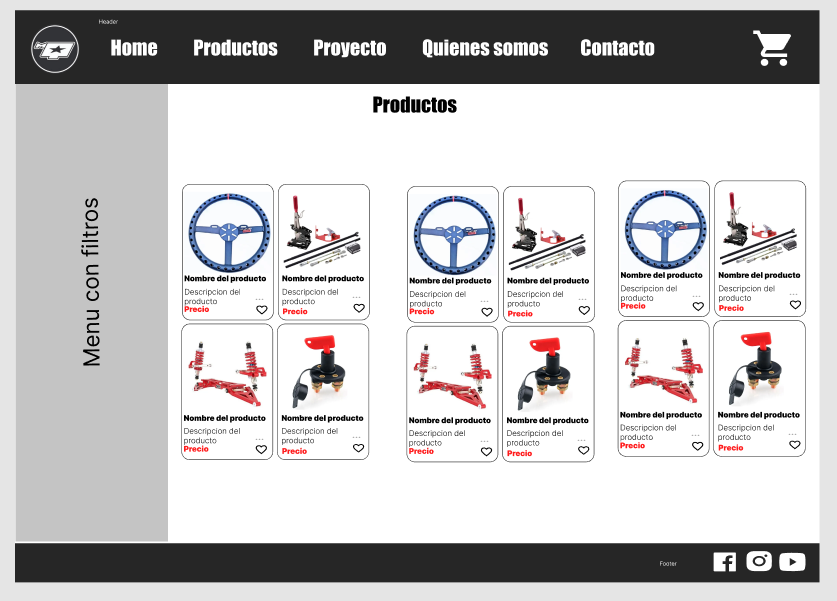 Header
Home Productos Proyecto Quienes somos Contacto
Productos
Menu con filtros
Nombre del producto
Descripcion del
producto
...
Precio
Nombre del producto
Descripcion del
producto
...
Precio
Nombre del producto
Descripcion del
producto
...
Precio
Nombre del producto
Descripcion del
producto
...
Precio
Nombre del producto
Descripcion del
producto
...
Precio
Nombre del producto
Descripcion del
producto
...
Precio
Nombre del producto
Descripcion del
producto
...
Precio
Nombre del producto
Descripcion del
producto
...
Precio
Nombre del producto
Descripcion del
producto
...
Precio
Nombre del producto
Descripcion del
producto
...
Precio
Nombre del producto
Descripcion del
producto
...
Precio
Nombre del producto
Descripcion del
producto
...
Precio
Footer